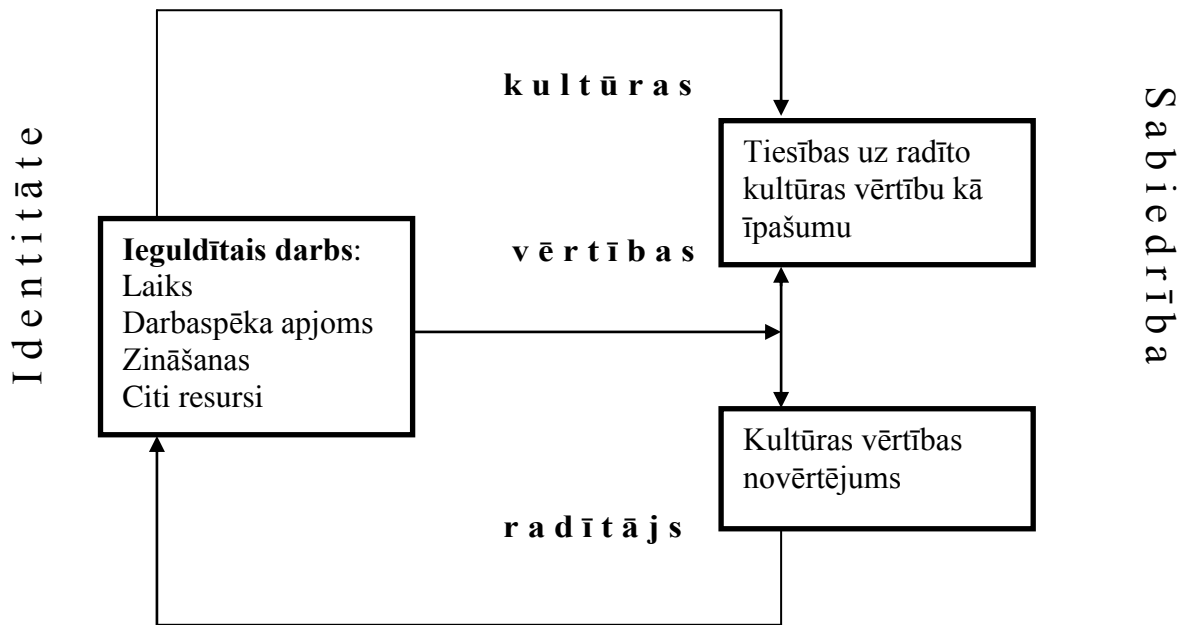 Identitāte
kultūras
vērtības
radītājs
Ieguldītais darbs:
Laiks
Darbaspēka apjoms
Zināšanas
Citi resursi
Tiesības uz radīto
kultūras vērtību kā
īpašumu
Kultūras vērtības
novērtējums
Sabiedrība